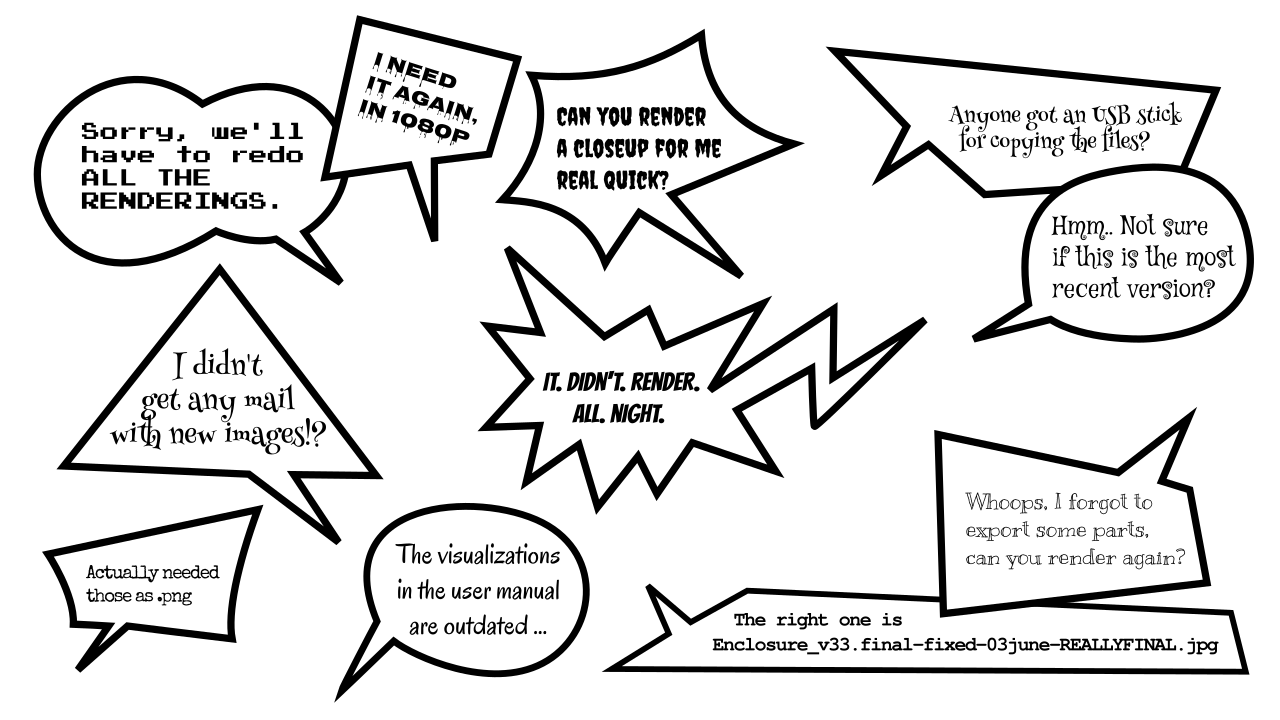 Sorry, we'll
have to redo
ALL THE
RENDERINGS.
I NEED
IT AGAIN,
IN 1080P
CAN YOU RENDER
A CLOSEUP FOR ME
REAL QUICK?
Anyone got an USB stick
for copying the files?
Hmm.. Not sure
if this is the most
recent version?
I didn't
get any mail
with new images!?
IT. DIDN'T. RENDER.
ALL. NIGHT.
Whoops, I forgot to
export some parts,
can you render again?
Actually needed
those as .png
The visualizations
in the user manual
are outdated ...
The right one is
Enclosure_v33.final-fixed-03june-REALLYFINAL.jpg